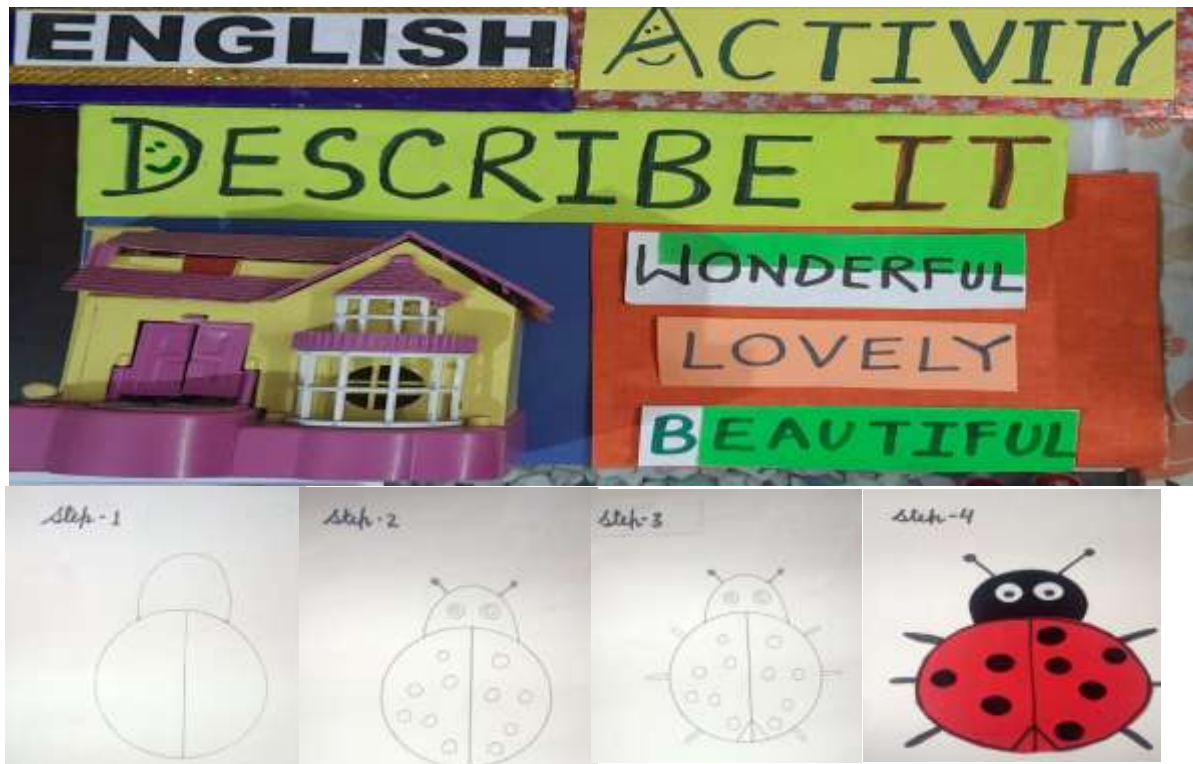 ENGLISH ACTIVITY
DESCRIBE IT
WONDERFUL
LOVELY
BEAUTIFUL
Step-1
Step-2
Step-3
Step-4